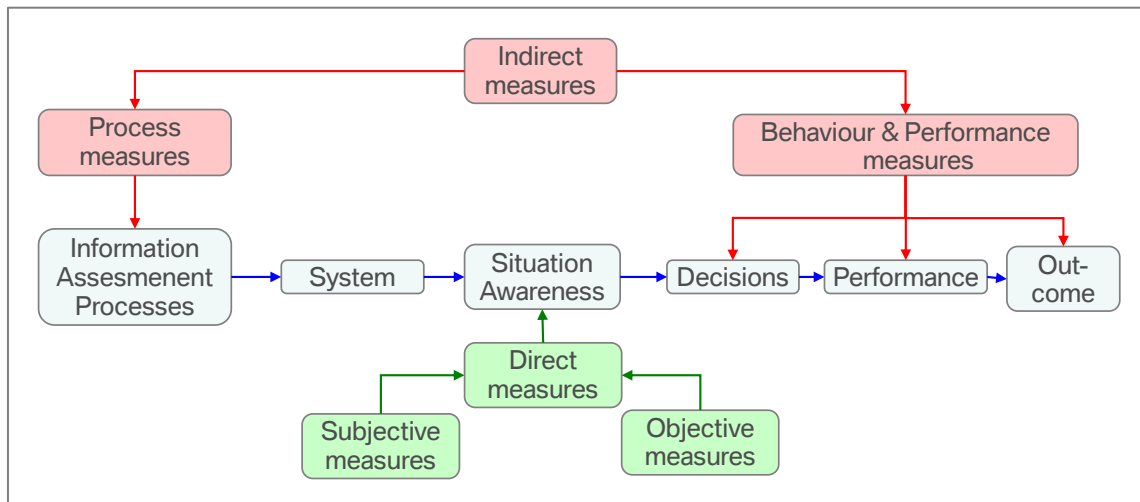 Indirect
measures
Process
measures
Behaviour & Performance
measures
Information
Assesmenent
Processes
System
Situation
Awareness
Decisions
Performance
Out-
come
Direct
measures
Subjective
measures
Objective
measures